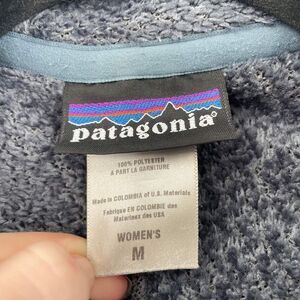 patagonia®
100% POLYESTER
À PART LA GARNITURE
Made in COLOMBIA of U.S. Materials
Fabriqué EN COLOMBIE des
Matériaux des USA
WOMEN'S
M